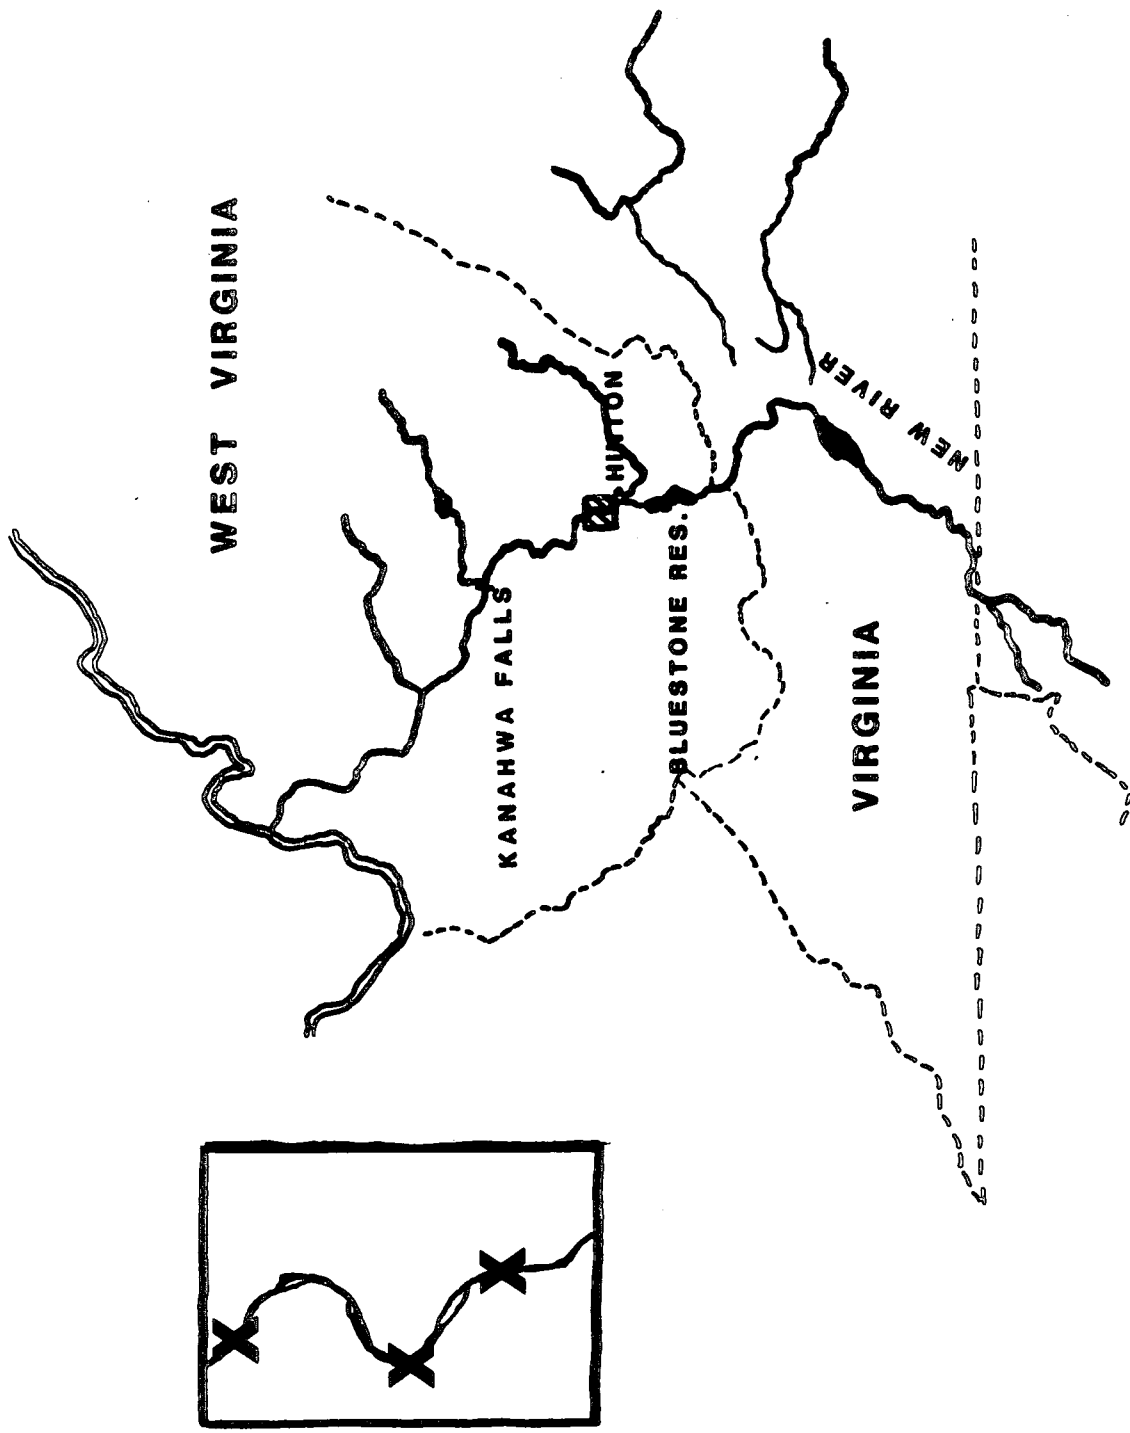 WEST VIRGINIA
HINTON
NEW RIVER
KANAHWA FALLS
BLUESTONE RES.
VIRGINIA